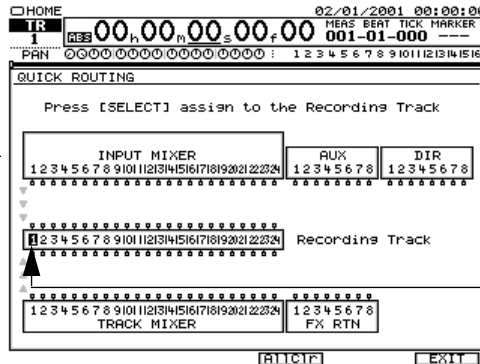 HOME 02/01/2001 00:00:00
TR 1 ABS 00h00m00s00f00 MEAS BEAT TICK MARKER
001-01-000 ---
PAN 1 2 3 4 5 6 7 8 9 10 11 12 13 14 15 16
QUICK ROUTING
Press [SELECT] assign to the Recording Track
INPUT MIXER AUX DIR
1 2 3 4 5 6 7 8 9 10 11 12 13 14 15 16 17 18 19 20 21 22 23 24 1 2 3 4 5 6 7 8 1 2 3 4 5 6 7 8
1 2 3 4 5 6 7 8 9 10 11 12 13 14 15 16 17 18 19 20 21 22 23 24 Recording Track
1 2 3 4 5 6 7 8 9 10 11 12 13 14 15 16 17 18 19 20 21 22 23 24 1 2 3 4 5 6 7 8
TRACK MIXER FX RTN
AllClr EXIT